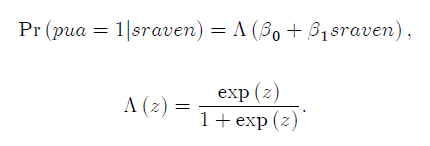 Pr (pua = 1|sraven) = Λ (β₀ + β₁sraven) ,
Λ (z) = exp (z) / 1 + exp (z) .